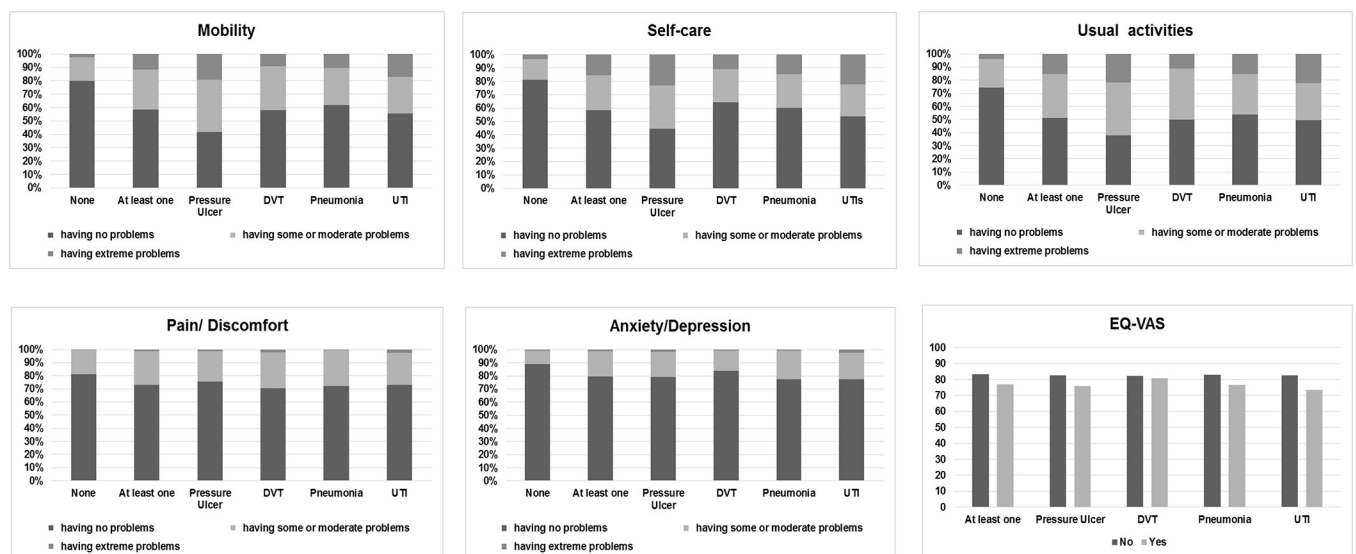 Mobility
100%
90%
80%
70%
60%
50%
40%
30%
20%
10%
0%
None At least one Pressure Ulcer DVT Pneumonia UTI
having no problems having some or moderate problems
having extreme problems
Self-care
100%
90%
80%
70%
60%
50%
40%
30%
20%
10%
0%
None At least one Pressure Ulcer DVT Pneumonia UTIs
having no problems having some or moderate problems
having extreme problems
Usual activities
100%
90%
80%
70%
60%
50%
40%
30%
20%
10%
0%
None At least one Pressure Ulcer DVT Pneumonia UTI
having no problems having some or moderate problems
having extreme problems
Pain/ Discomfort
100%
90%
80%
70%
60%
50%
40%
30%
20%
10%
0%
None At least one Pressure Ulcer DVT Pneumonia UTI
having no problems having some or moderate problems
having extreme problems
Anxiety/Depression
100%
90%
80%
70%
60%
50%
40%
30%
20%
10%
0%
None At least one Pressure Ulcer DVT Pneumonia UTI
having no problems having some or moderate problems
having extreme problems
EQ-VAS
100
90
80
70
60
50
40
30
20
10
0
At least one Pressure Ulcer DVT Pneumonia UTI
No Yes